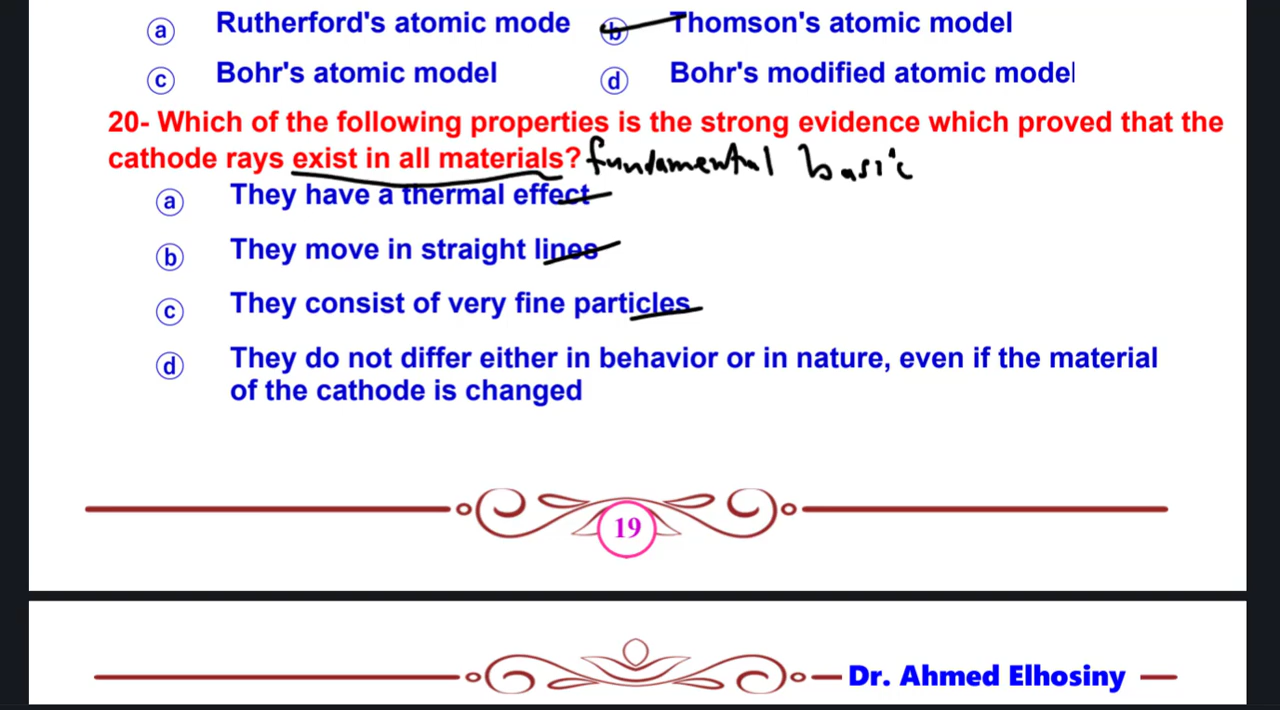 a Rutherford's atomic mode b Thomson's atomic model
c Bohr's atomic model d Bohr's modified atomic model
20- Which of the following properties is the strong evidence which proved that the
cathode rays exist in all materials? fundamental basic
a They have a thermal effect
b They move in straight lines
c They consist of very fine particles
d They do not differ either in behavior or in nature, even if the material
of the cathode is changed
19
Dr. Ahmed Elhosiny